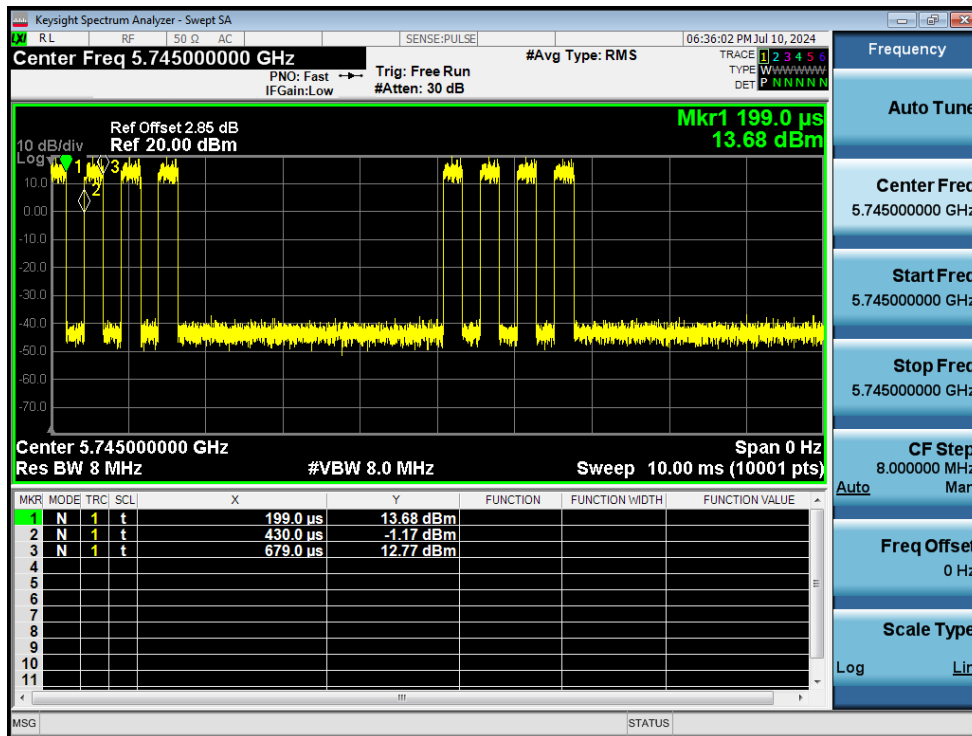 Keysight Spectrum Analyzer - Swept SA
LXI RL RF 50 Ω AC SENSE:PULSE 06:36:02 PM Jul 10, 2024
Center Freq 5.745000000 GHz #Avg Type: RMS TRACE 1 2 3 4 5 6
PNO: Fast Trig: Free Run TYPE WWWWWW
IFGain:Low #Atten: 30 dB DET P N N N N N
Mkr1 199.0 µs
13.68 dBm
Ref Offset 2.85 dB
10 dB/div Ref 20.00 dBm
Log
1
2
3
10.0
0.00
-10.0
-20.0
-30.0
-40.0
-50.0
-60.0
-70.0
Center 5.745000000 GHz Span 0 Hz
Res BW 8 MHz #VBW 8.0 MHz Sweep 10.00 ms (10001 pts)
MKR MODE TRC SCL X Y FUNCTION FUNCTION WIDTH FUNCTION VALUE
1 N 1 t 199.0 µs 13.68 dBm
2 N 1 t 430.0 µs -1.17 dBm
3 N 1 t 679.0 µs 12.77 dBm
4
5
6
7
8
9
10
11
MSG STATUS
Frequency
Auto Tune
Center Freq
5.745000000 GHz
Start Freq
5.745000000 GHz
Stop Freq
5.745000000 GHz
CF Step
8.000000 MHz
Auto Man
Freq Offset
0 Hz
Scale Type
Log Lin